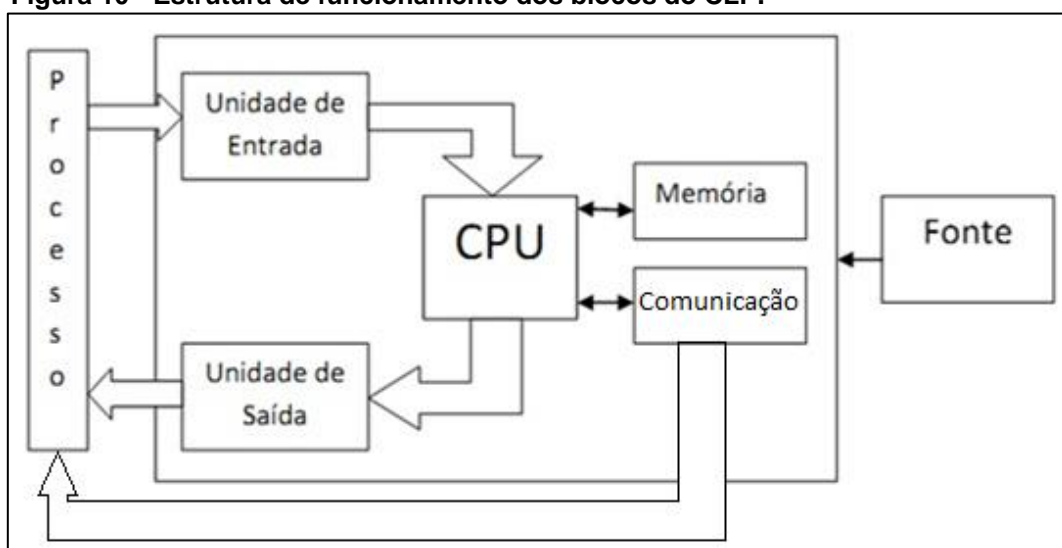 Figura 10 - Estrutura de funcionamento dos blocos do CLP.
Processo
Unidade de
Entrada
CPU
Memória
Comunicação
Fonte
Unidade de
Saída